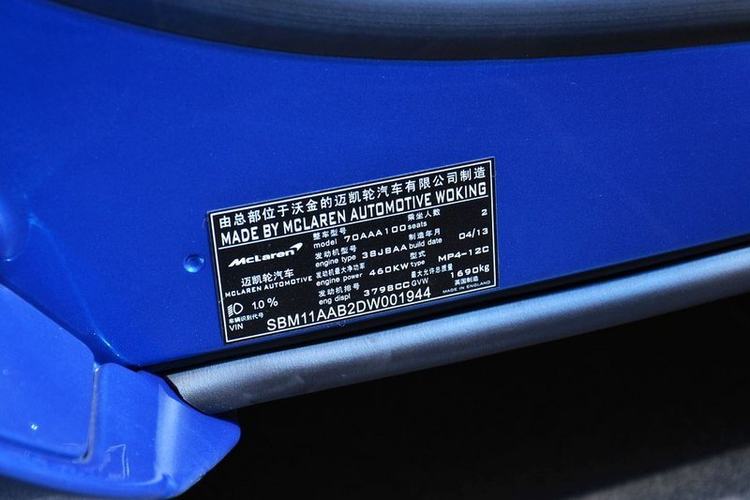 由总部位于沃金的迈凯轮汽车有限公司制造
MADE BY MCLAREN AUTOMOTIVE WOKING
整车型号 乘坐人数
model 70AAA100 seats 2
发动机型号 制造年月
engine type 38JBAA build date 04/13
发动机最大净功率 型式
engine power 460KW type MP4-12C
发动机排号 最大允许总质量
eng displ 3798CC GVW 1690kg
McLaren
迈凯轮汽车
MCLAREN AUTOMOTIVE
1.0 %
英国制造
MADE IN ENGLAND
车辆识别代号
VIN SBM11AAB2DW001944